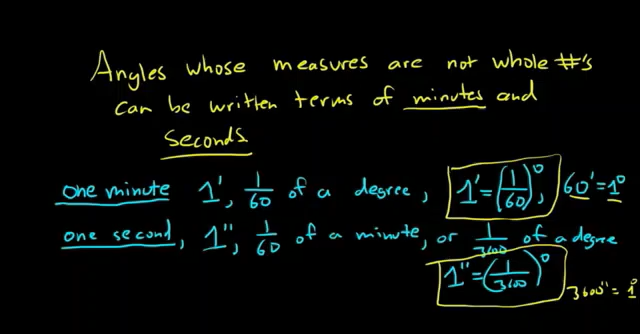 Angles whose measures are not whole #'s
can be written terms of minutes and
seconds
one minute 1', 1/60 of a degree, 1' = (1/60)°, 60' = 1°
one second, 1", 1/60 of a minute, or 1/3600 of a degree
1" = (1/3600)° 3600" = 1°